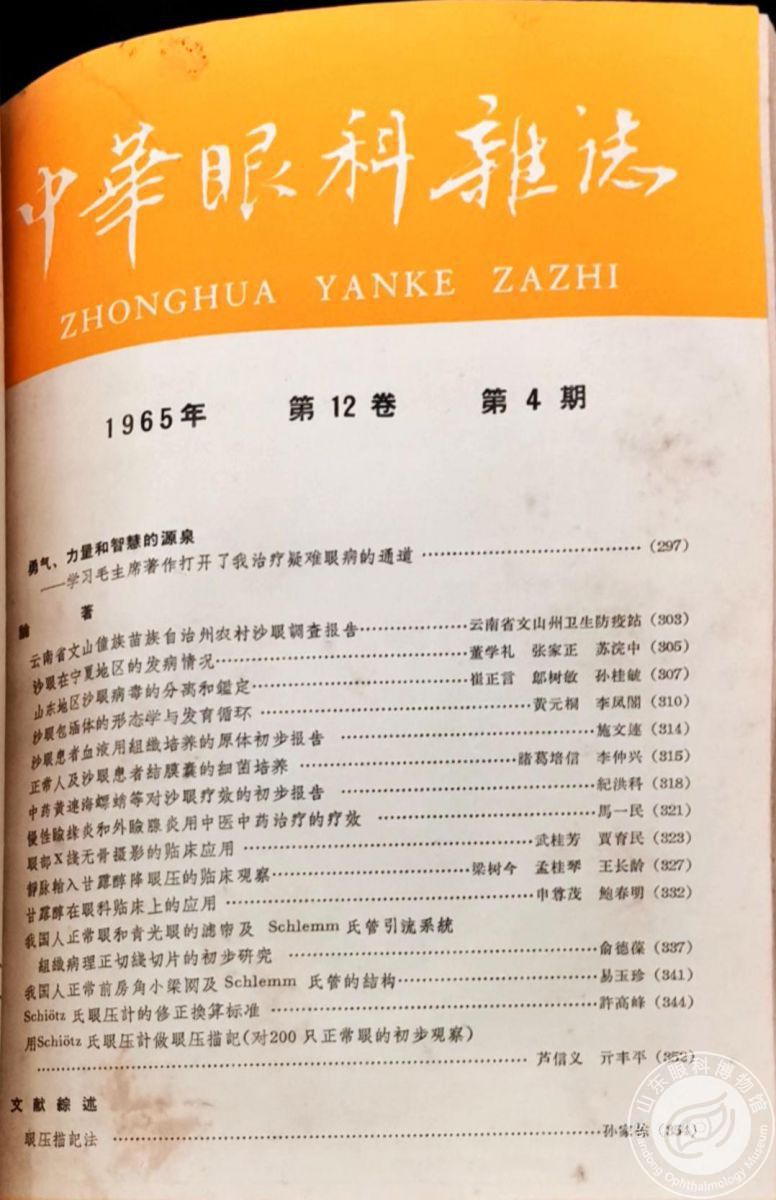 中華眼科雜誌
ZHONGHUA YANKE ZAZHI
1965年 第12卷 第4期
勇气、力量和智慧的源泉
——学习毛主席著作打开了我治疗疑难眼病的通道 (297)
論著
云南省文山僮族苗族自治州农村沙眼調查报告 云南省文山州卫生防疫站 (303)
沙眼在宁夏地区的发病情况 董学礼 张家正 苏浣中 (305)
山东地区沙眼病毒的分离和鑑定 崔正言 郎树敏 孙桂毓 (307)
沙眼包涵体的形态学与发育循环 黄元桐 李凤閣 (310)
沙眼患者血液用組织培养的原体初步报告 施文蓮 (314)
正常人及沙眼患者結膜囊的细菌培养 諸葛培信 李仲兴 (315)
中药黄連海螵蛸等对沙眼疗效的初步报告 紀洪科 (318)
慢性瞼緣炎和外瞼腺炎用中医中药治疗的疗效 馬一民 (321)
眼部X綫无骨摄影的临床应用 武桂芳 賈育民 (323)
靜脉輸入甘露醇降眼压的临床观察 梁树今 孟桂琴 王长龄 (327)
甘露醇在眼科临床上的应用 申尊茂 鲍春明 (332)
我国人正常眼和青光眼的濾帘及 Schlemm 氏管引流系統
組織病理正切綫切片的初步研究 俞德葆 (337)
我国人正常前房角小梁网及 Schlemm 氏管的结构 易玉珍 (341)
Schiötz 氏眼压計的修正换算标准 許高峰 (344)
用Schiötz 氏眼压計做眼压描記(对200 只正常眼的初步观察)
芦信义 亓丰平 (352)
文献綜述
眼压描記法 孙家栋 (354)
山东眼科博物馆
Shandong Ophthalmology Museum